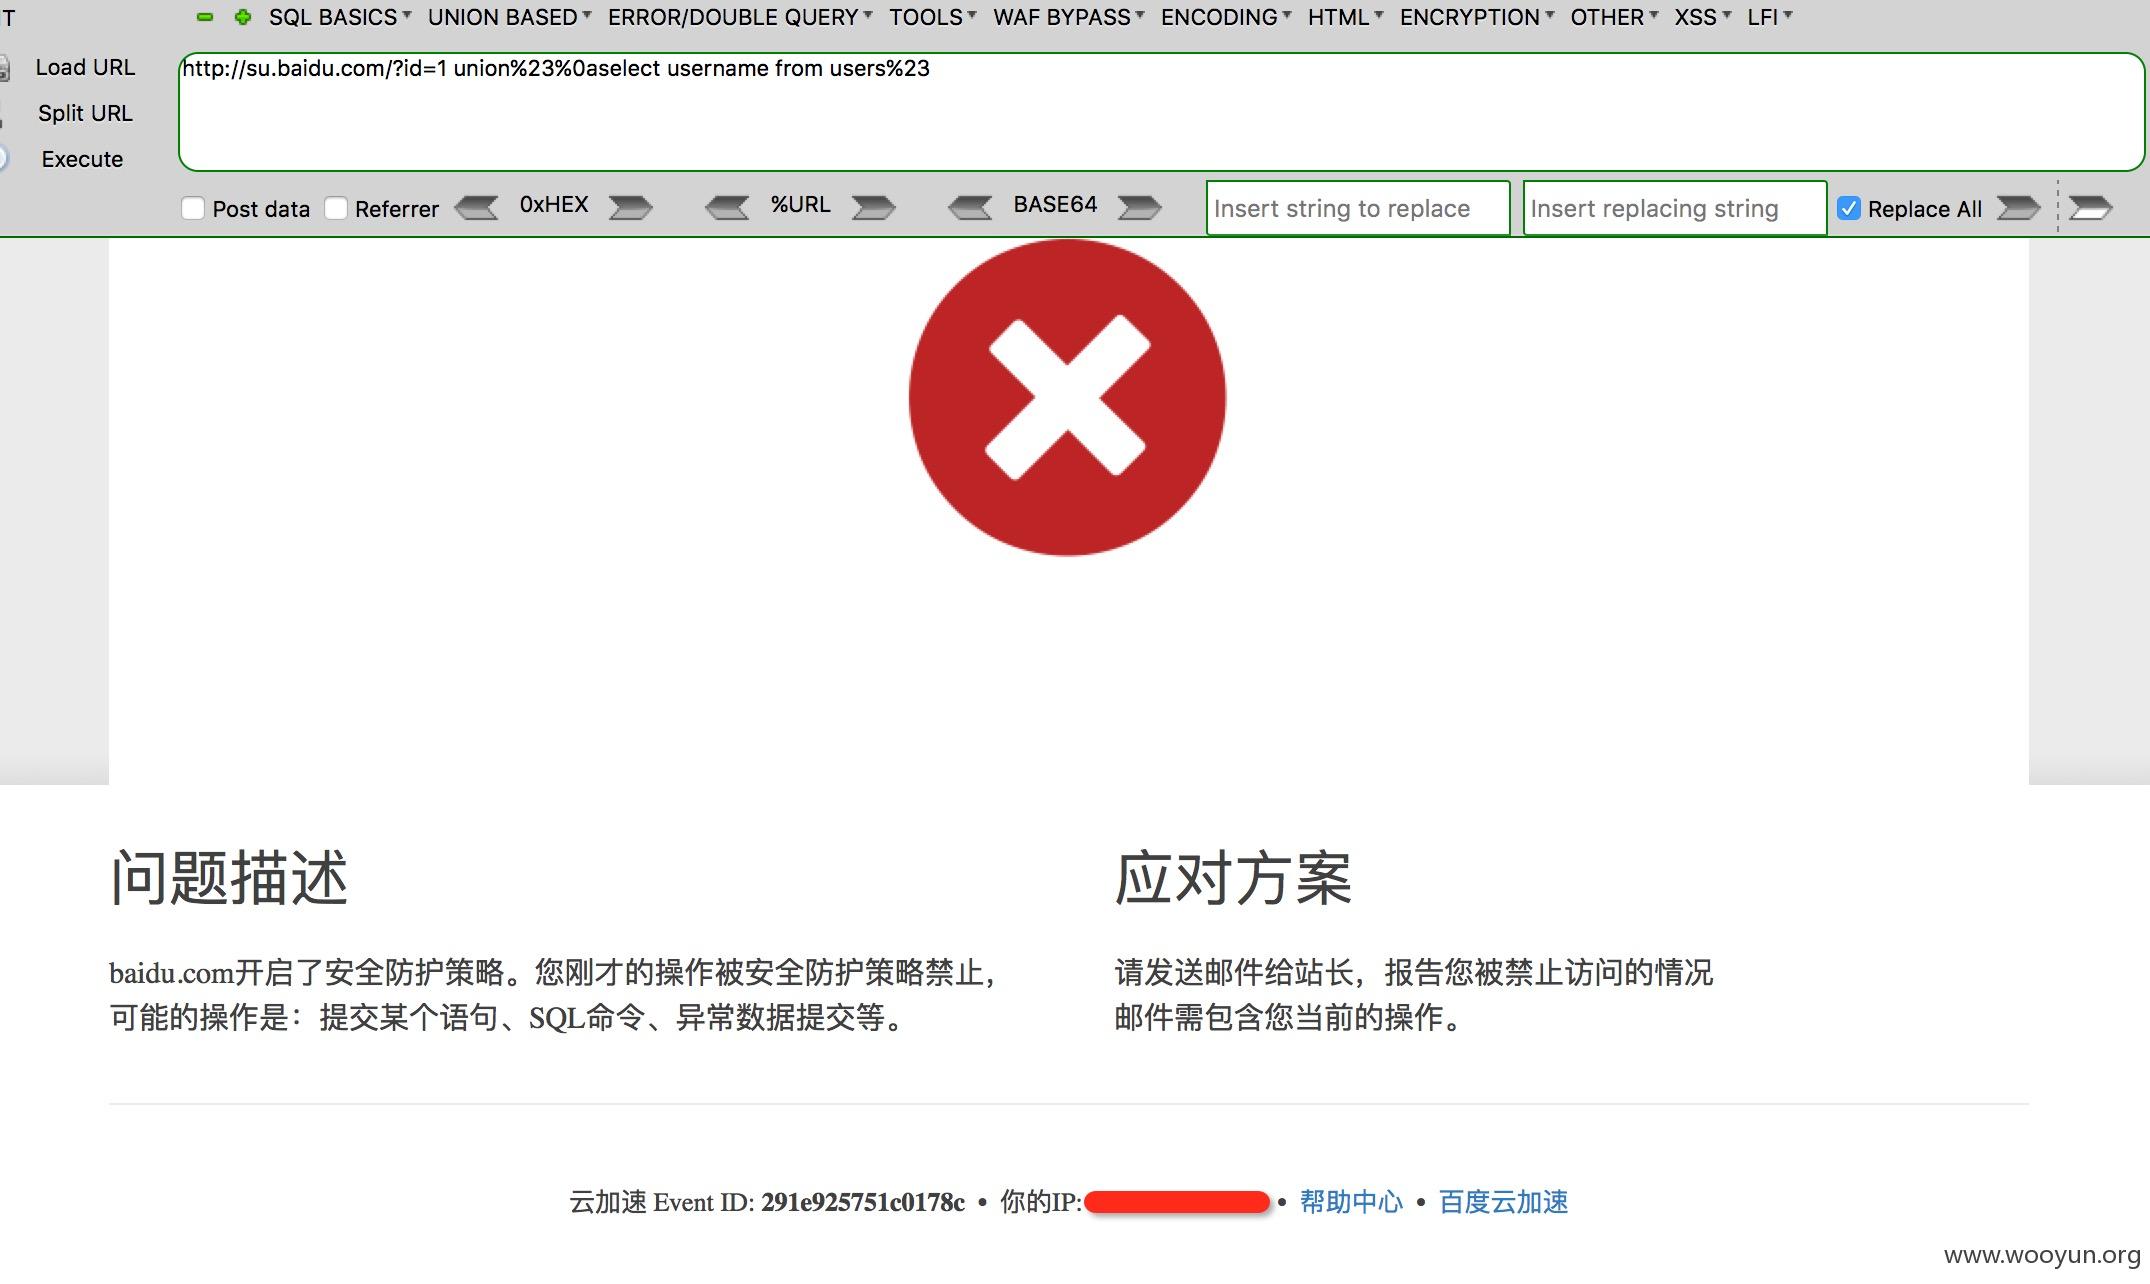 T SQL BASICS UNION BASED ERROR/DOUBLE QUERY TOOLS WAF BYPASS ENCODING HTML ENCRYPTION OTHER XSS LFI
Load URL
http://su.baidu.com/?id=1 union%23%0aselect username from users%23
Split URL
Execute
Post data Referrer 0xHEX %URL BASE64 Insert string to replace Insert replacing string Replace All
问题描述
baidu.com开启了安全防护策略。您刚才的操作被安全防护策略禁止，
可能的操作是：提交某个语句、SQL命令、异常数据提交等。
应对方案
请发送邮件给站长，报告您被禁止访问的情况
邮件需包含您当前的操作。
云加速 Event ID: 291e925751c0178c • 你的IP: • 帮助中心 • 百度云加速
www.wooyun.org